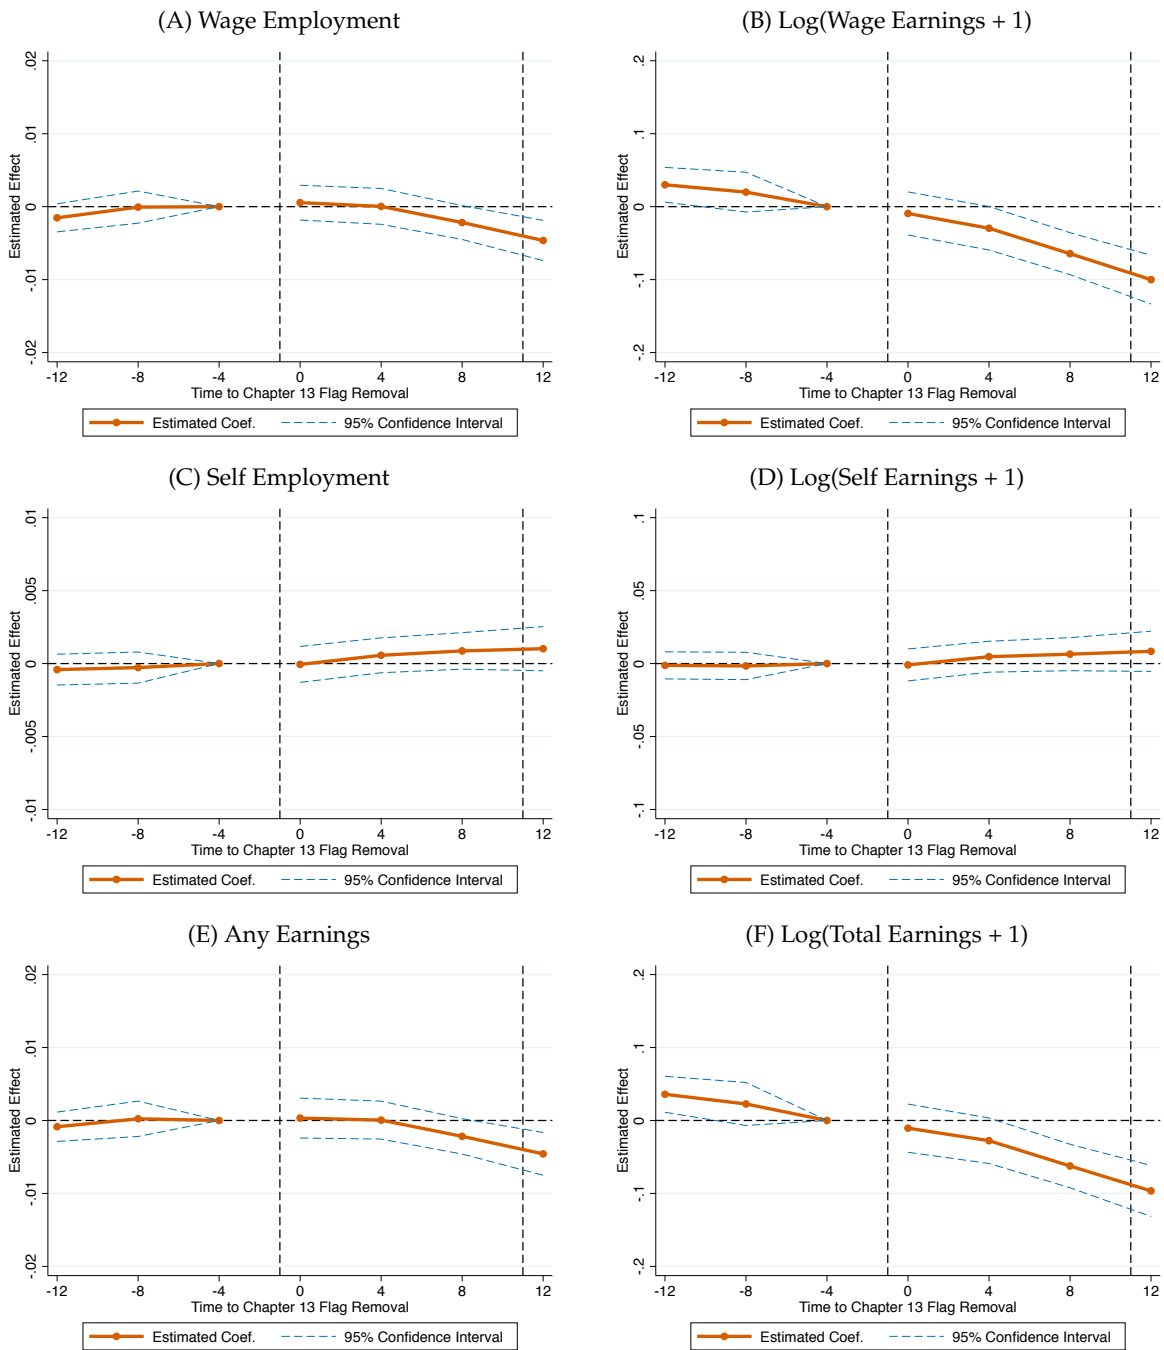 (A) Wage Employment
(B) Log(Wage Earnings + 1)
Estimated Effect
.02
.01
0
-.01
-.02
-12 -8 -4 0 4 8 12
Time to Chapter 13 Flag Removal
Estimated Coef. 95% Confidence Interval
Estimated Effect
.2
.1
0
-.1
-.2
-12 -8 -4 0 4 8 12
Time to Chapter 13 Flag Removal
Estimated Coef. 95% Confidence Interval
(C) Self Employment
(D) Log(Self Earnings + 1)
Estimated Effect
.01
.005
0
-.005
-.01
-12 -8 -4 0 4 8 12
Time to Chapter 13 Flag Removal
Estimated Coef. 95% Confidence Interval
Estimated Effect
.1
.05
0
-.05
-.1
-12 -8 -4 0 4 8 12
Time to Chapter 13 Flag Removal
Estimated Coef. 95% Confidence Interval
(E) Any Earnings
(F) Log(Total Earnings + 1)
Estimated Effect
.02
.01
0
-.01
-.02
-12 -8 -4 0 4 8 12
Time to Chapter 13 Flag Removal
Estimated Coef. 95% Confidence Interval
Estimated Effect
.2
.1
0
-.1
-.2
-12 -8 -4 0 4 8 12
Time to Chapter 13 Flag Removal
Estimated Coef. 95% Confidence Interval